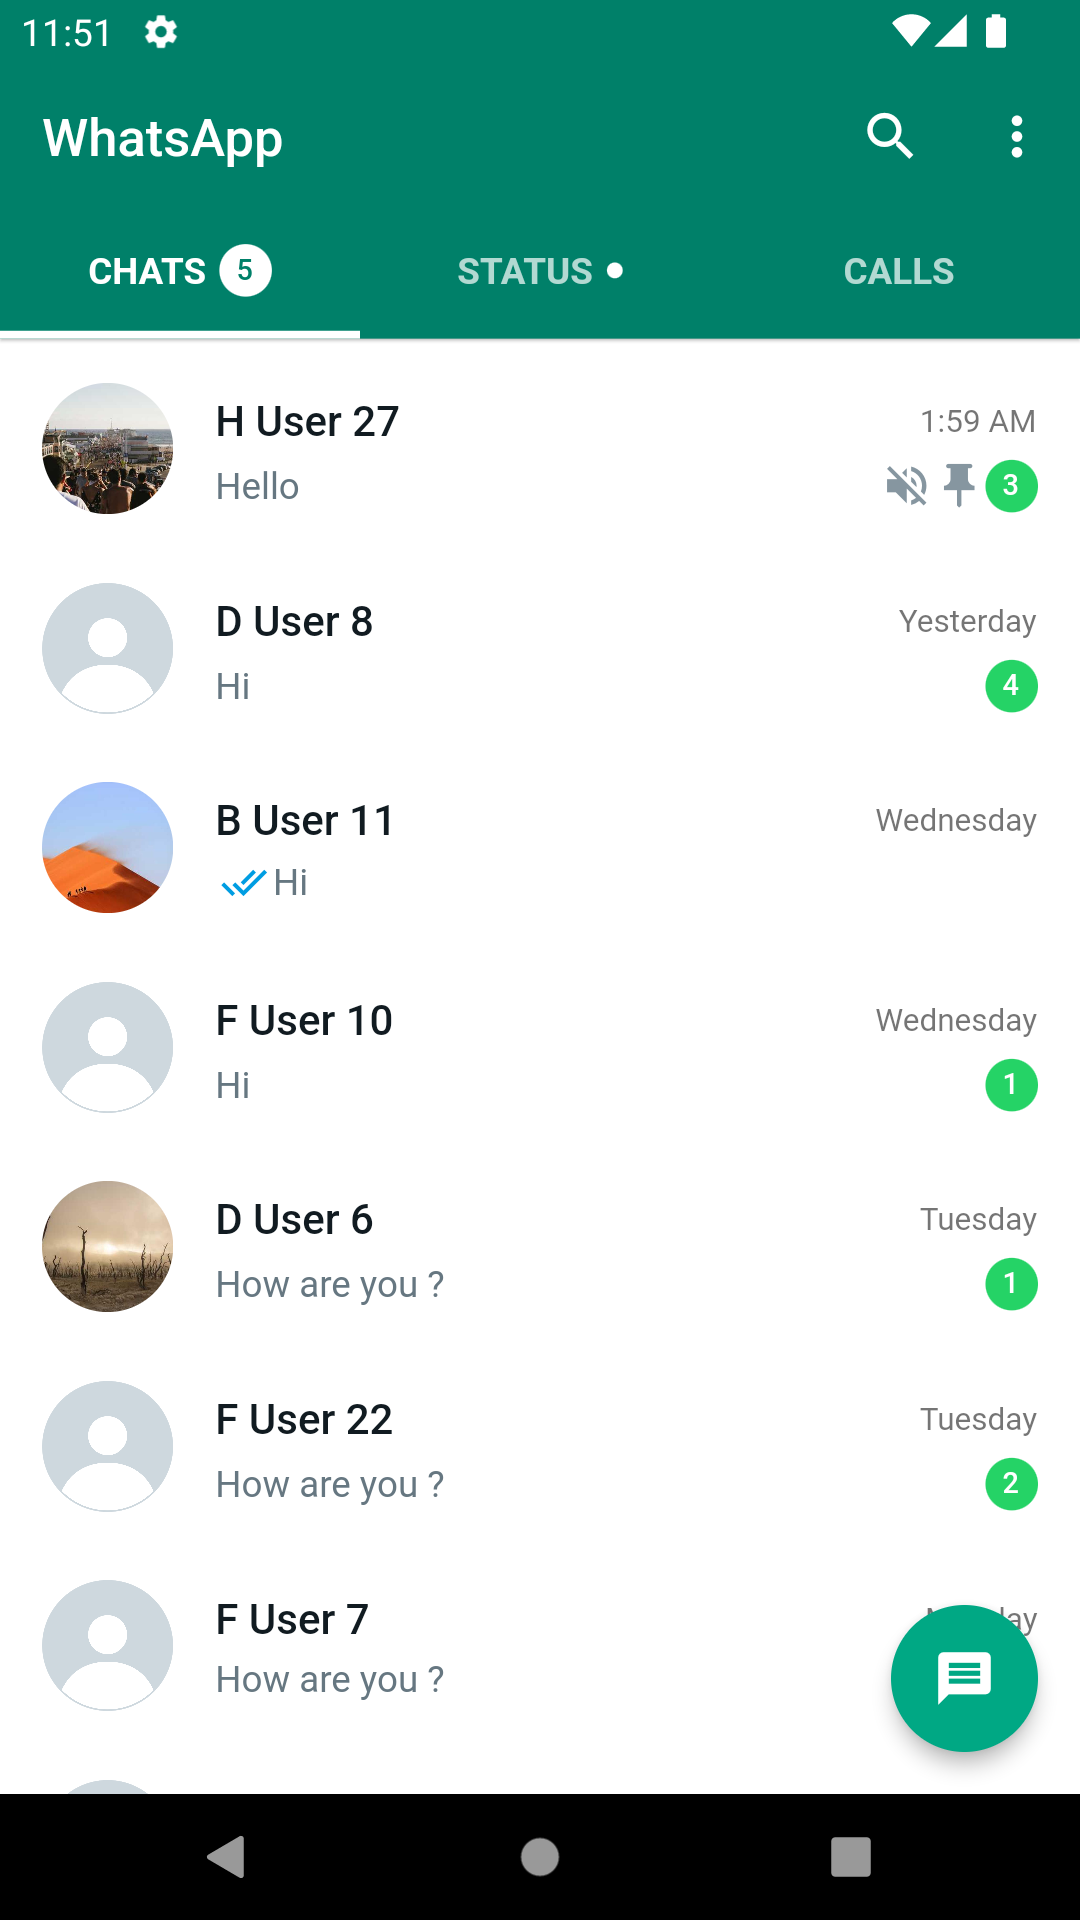 11:51
WhatsApp
CHATS 5 STATUS CALLS
H User 27 1:59 AM
Hello 3
D User 8 Yesterday
Hi 4
B User 11 Wednesday
Hi
F User 10 Wednesday
Hi 1
D User 6 Tuesday
How are you ? 1
F User 22 Tuesday
How are you ? 2
F User 7
How are you ?